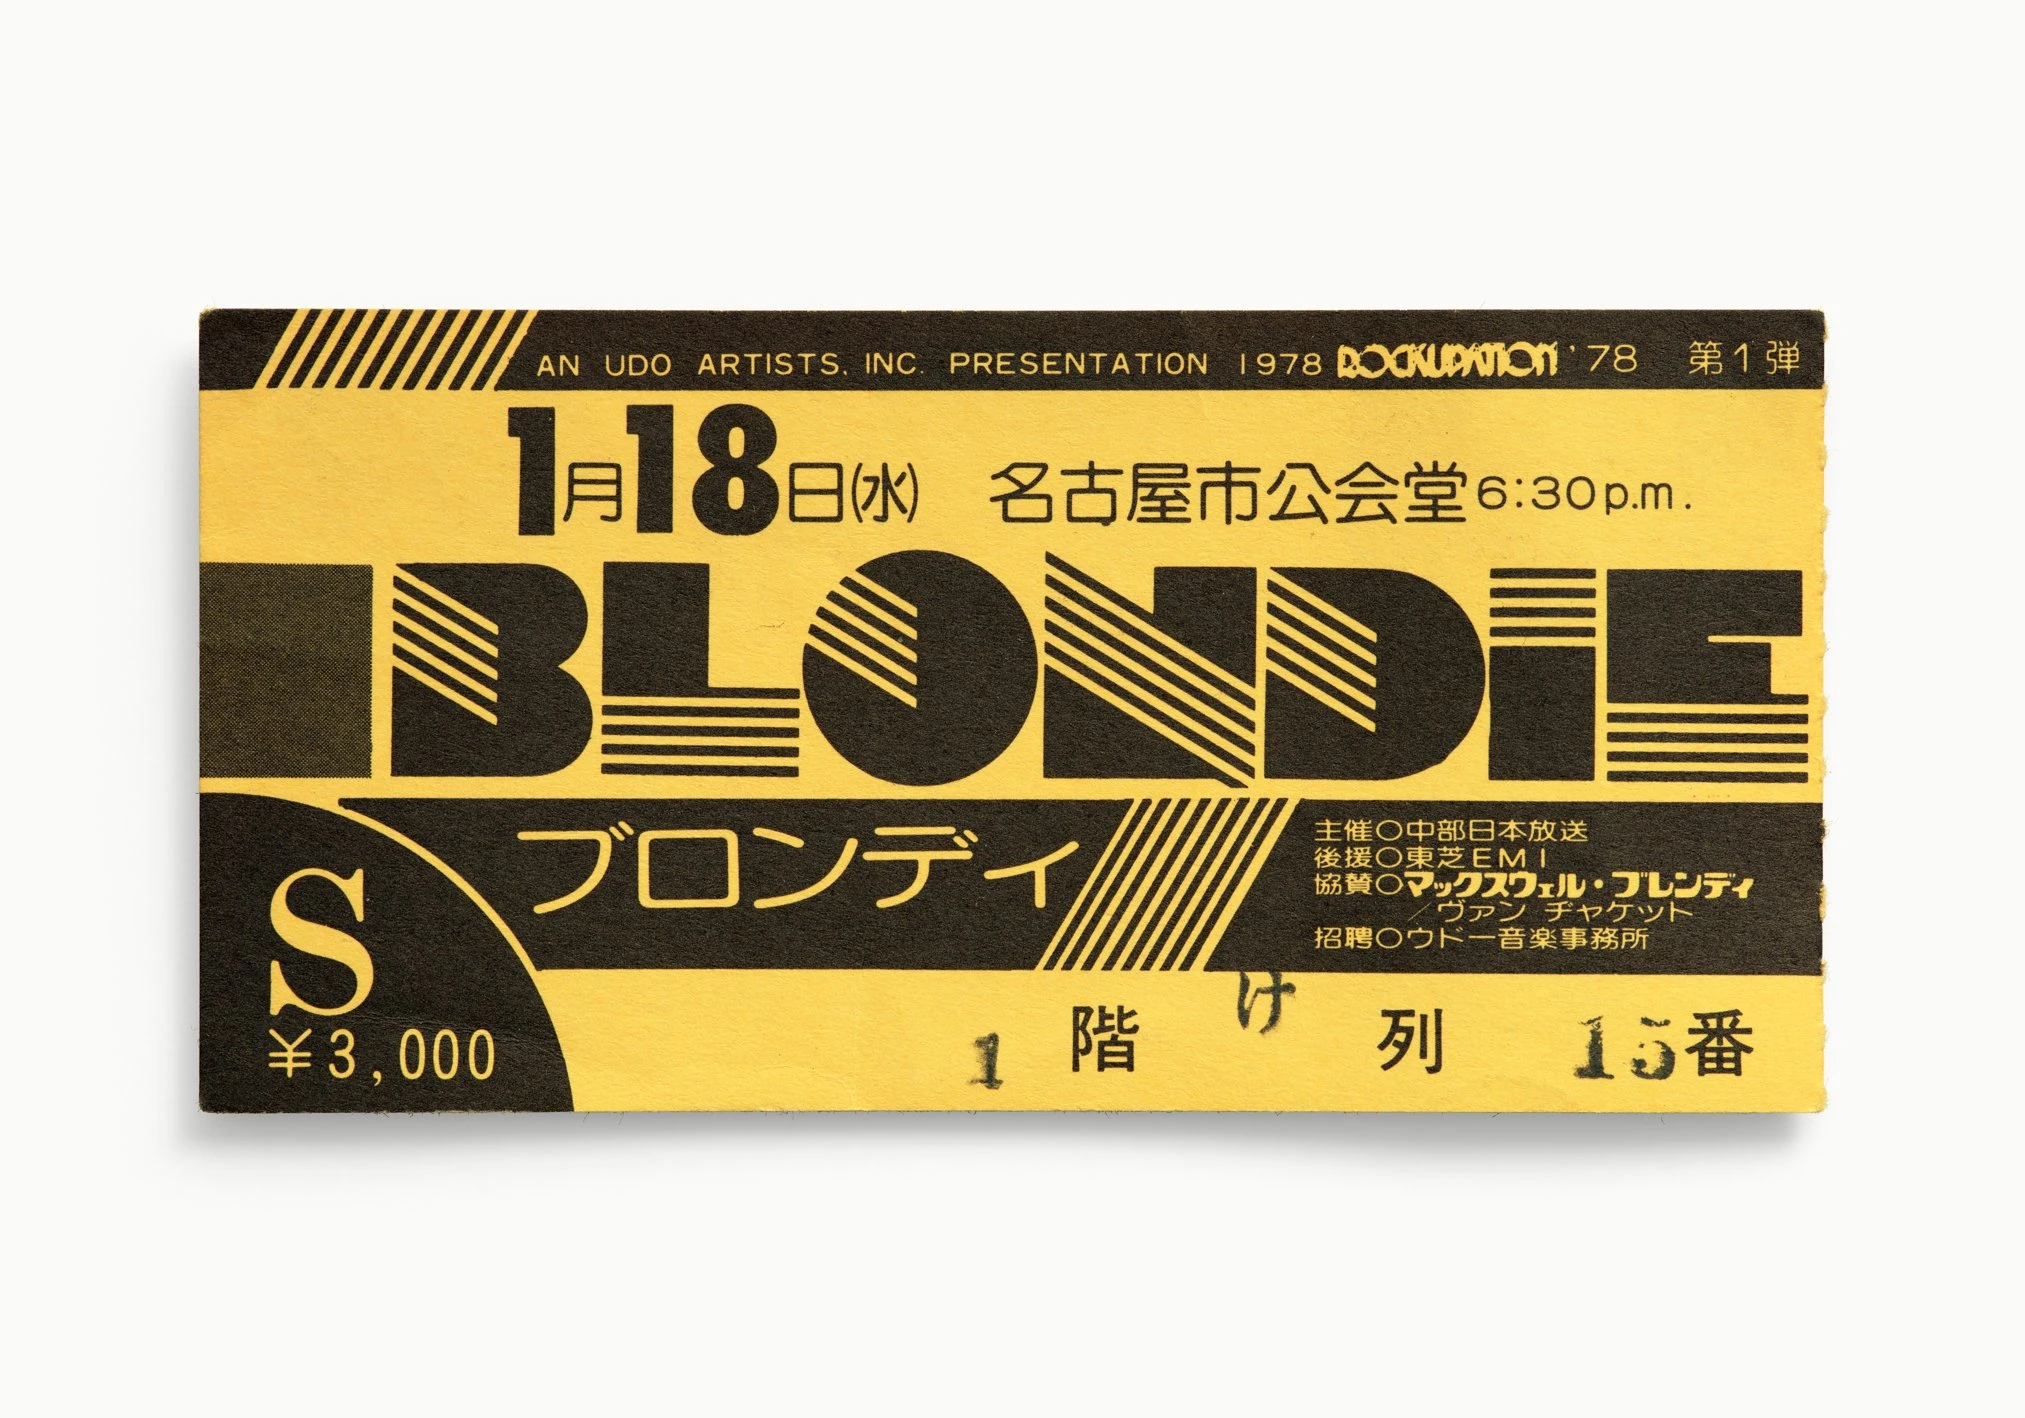 AN UDO ARTISTS, INC. PRESENTATION 1978 ROCKUPATION '78 第1弾
1月18日(水) 名古屋市公会堂6:30p.m.
BLONDiE
ブロンディ
主催○中部日本放送
後援○東芝EMI
協賛○マックスウェル・ブレンディ
/ヴァン ヂャケット
招聘○ウドー音楽事務所
S
¥3,000
1階 け列 15番